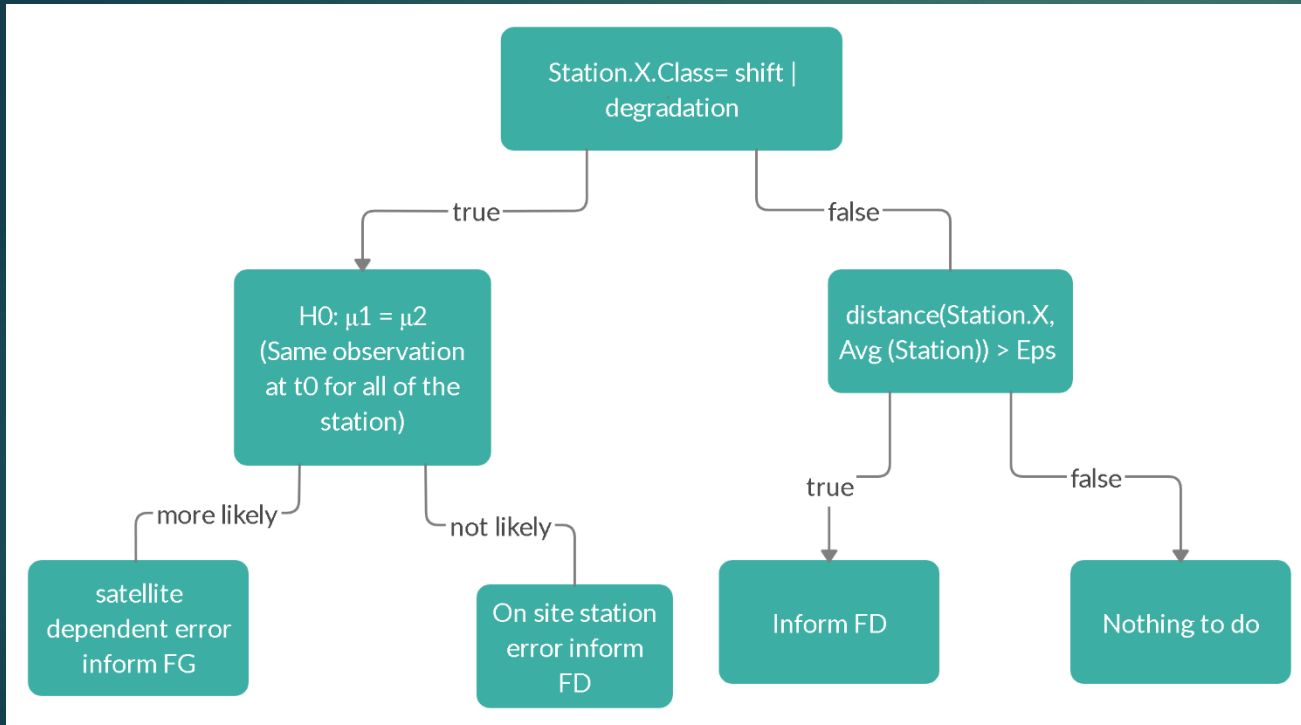 Station.X.Class= shift |
degradation
true
false
H0: μ1 = μ2
(Same observation
at t0 for all of the
station)
distance(Station.X,
Avg (Station)) > Eps
more likely
not likely
true
false
satellite
dependent error
inform FG
On site station
error inform
FD
Inform FD
Nothing to do